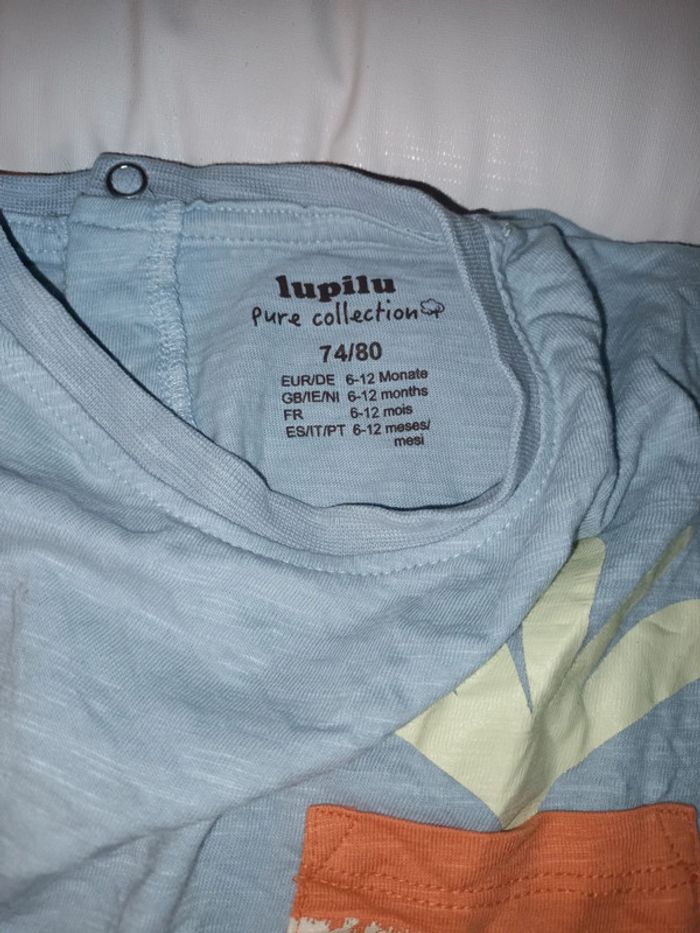 lupilu
Pure collection
74/80
EUR/DE 6-12 Monate
GB/IE/NI 6-12 months
FR 6-12 mois
ES/IT/PT 6-12 meses/
mesi